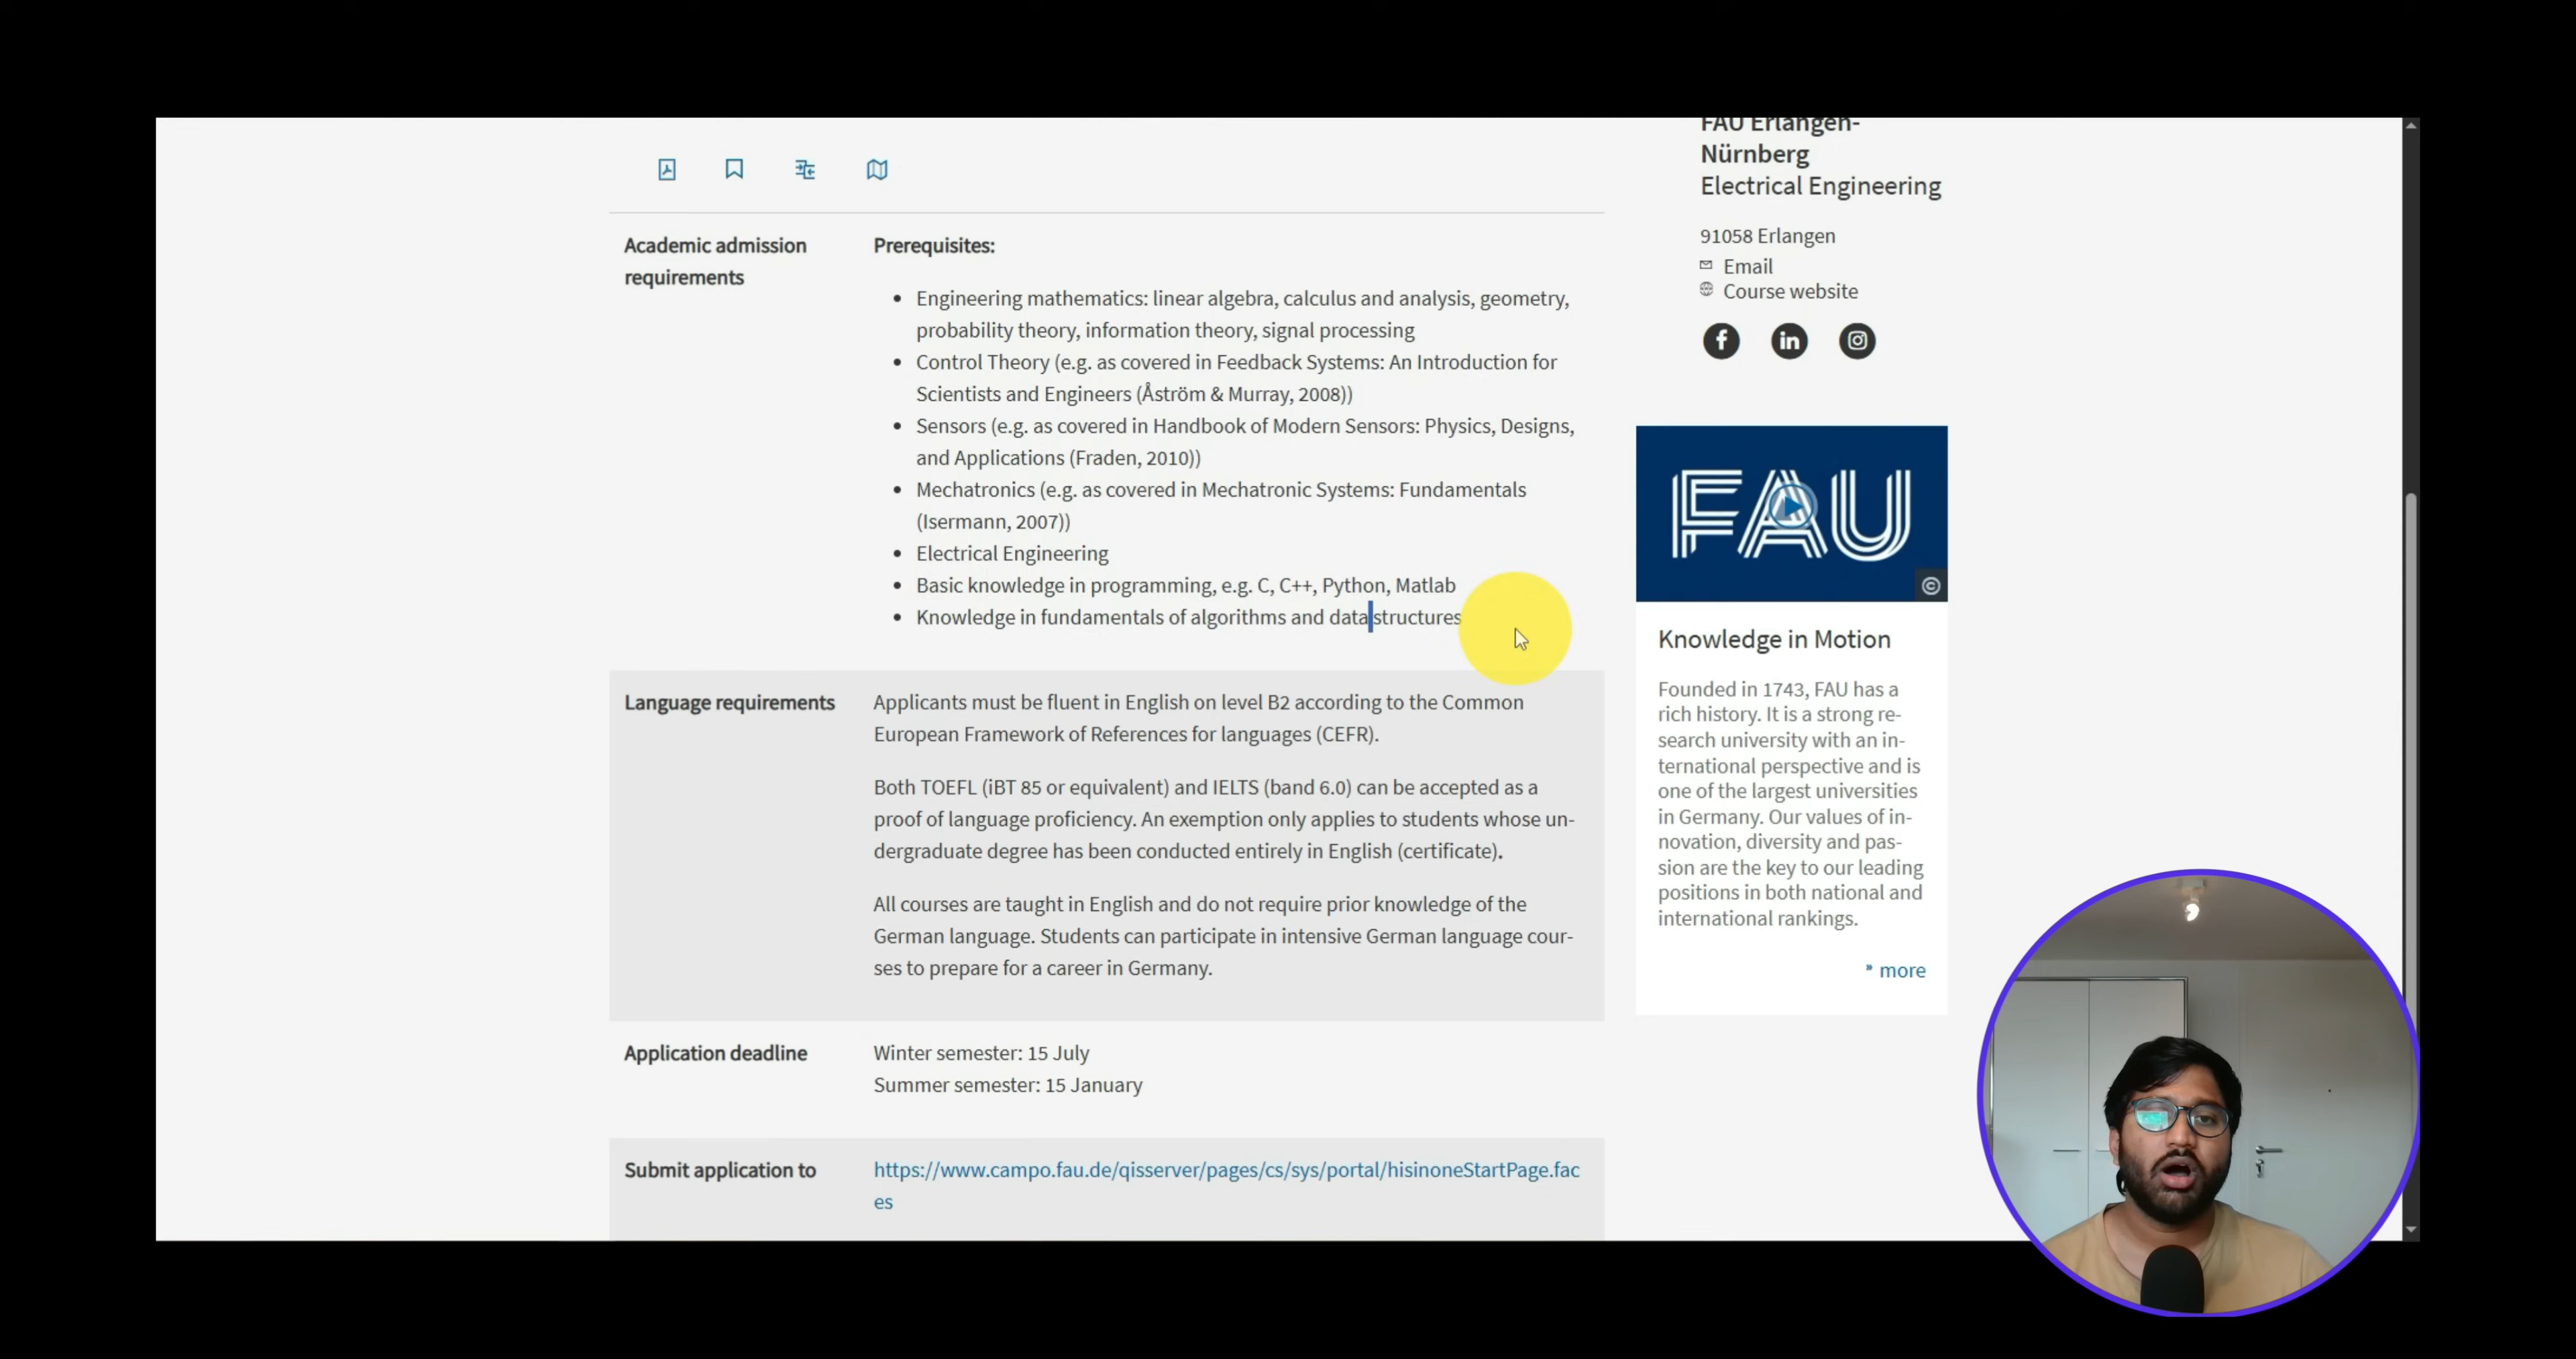 Academic admission
requirements
Prerequisites:
• Engineering mathematics: linear algebra, calculus and analysis, geometry,
probability theory, information theory, signal processing
• Control Theory (e.g. as covered in Feedback Systems: An Introduction for
Scientists and Engineers (Åström & Murray, 2008))
• Sensors (e.g. as covered in Handbook of Modern Sensors: Physics, Designs,
and Applications (Fraden, 2010))
• Mechatronics (e.g. as covered in Mechatronic Systems: Fundamentals
(Isermann, 2007))
• Electrical Engineering
• Basic knowledge in programming, e.g. C, C++, Python, Matlab
• Knowledge in fundamentals of algorithms and data structures
Language requirements
Applicants must be fluent in English on level B2 according to the Common
European Framework of References for languages (CEFR).
Both TOEFL (iBT 85 or equivalent) and IELTS (band 6.0) can be accepted as a
proof of language proficiency. An exemption only applies to students whose un-
dergraduate degree has been conducted entirely in English (certificate).
All courses are taught in English and do not require prior knowledge of the
German language. Students can participate in intensive German language cour-
ses to prepare for a career in Germany.
Application deadline
Winter semester: 15 July
Summer semester: 15 January
Submit application to
https://www.campo.fau.de/qisserver/pages/cs/sys/portal/hisinoneStartPage.fac
es
FAU Erlangen-
Nürnberg
Electrical Engineering
91058 Erlangen
Email
Course website
f
in
FAU
©
Knowledge in Motion
Founded in 1743, FAU has a
rich history. It is a strong re-
search university with an in-
ternational perspective and is
one of the largest universities
in Germany. Our values of in-
novation, diversity and pas-
sion are the key to our leading
positions in both national and
international rankings.
» more